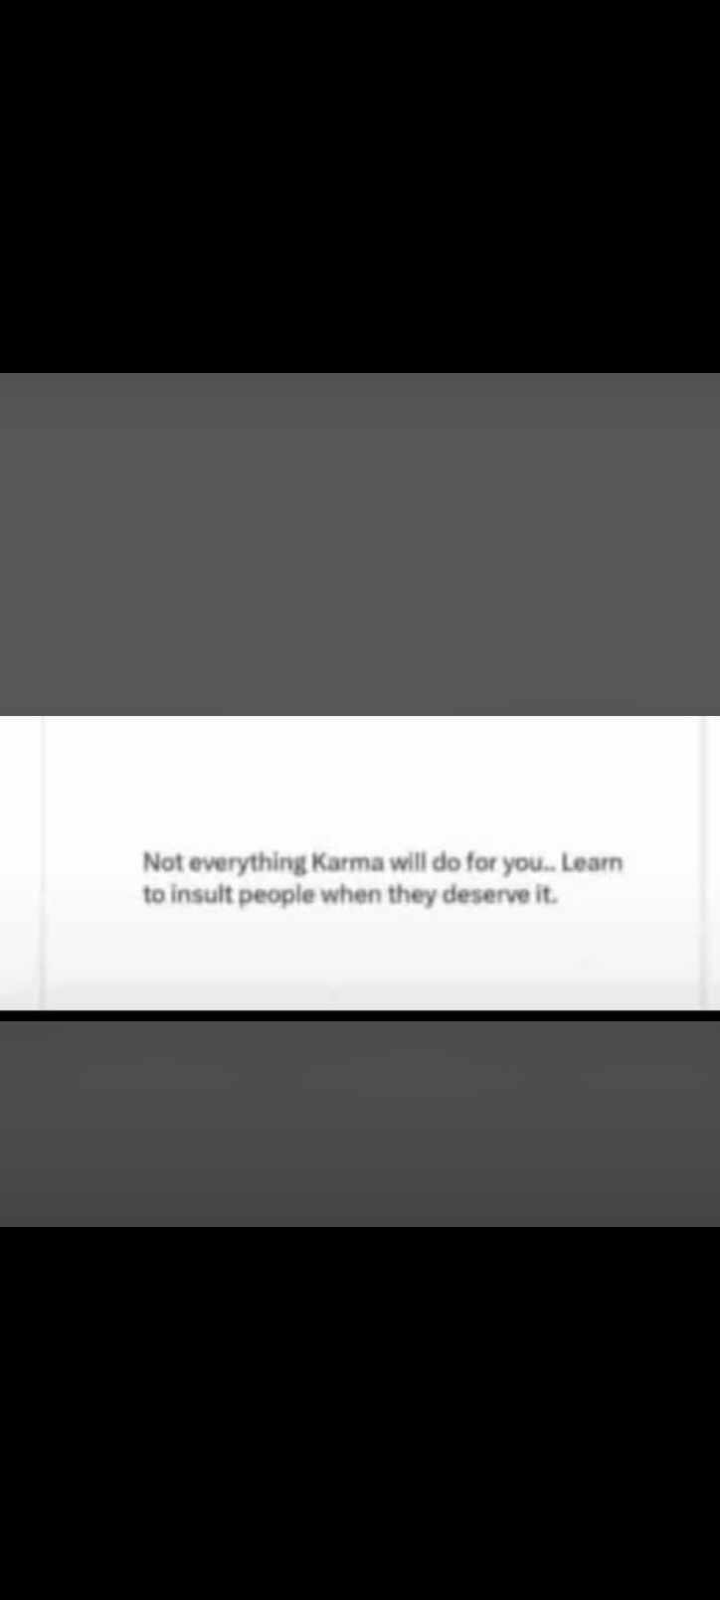 Not everything Karma will do for you.. Learn
to insult people when they deserve it.